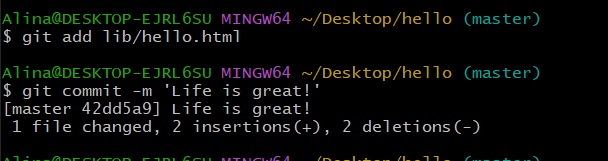 Alina@DESKTOP-EJRL6SU MINGW64 ~/Desktop/hello (master)
$ git add lib/hello.html
Alina@DESKTOP-EJRL6SU MINGW64 ~/Desktop/hello (master)
$ git commit -m 'Life is great!'
[master 42dd5a9] Life is great!
1 file changed, 2 insertions(+), 2 deletions(-)